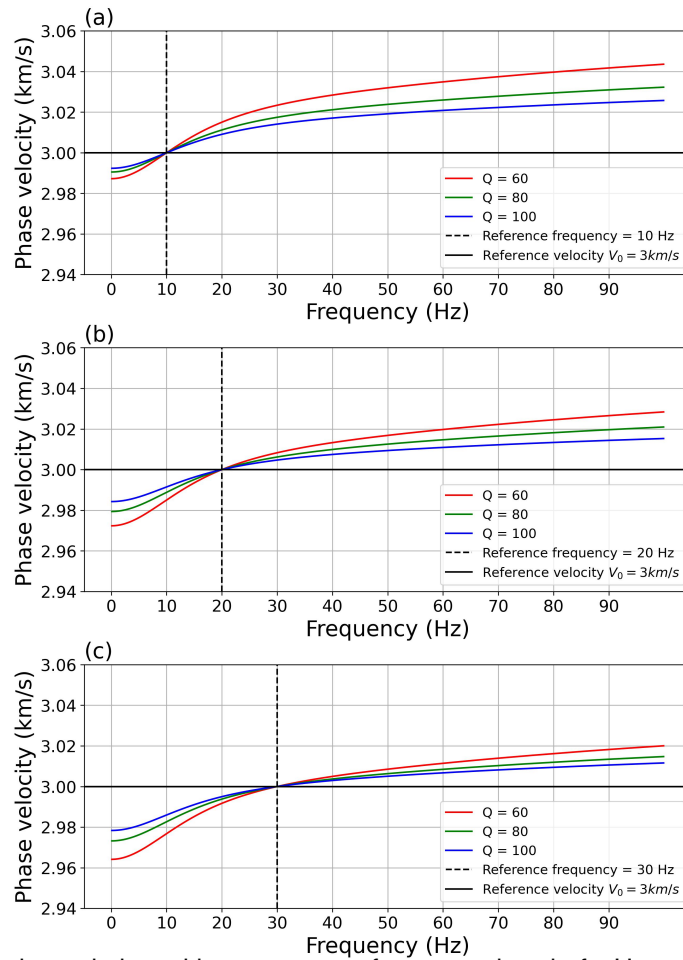 (a)
Phase velocity (km/s)
3.06
3.04
3.02
3.00
2.98
2.96
2.94
Q = 60
Q = 80
Q = 100
Reference frequency = 10 Hz
Reference velocity V₀ = 3km/s
0 10 20 30 40 50 60 70 80 90
Frequency (Hz)
(b)
Phase velocity (km/s)
3.06
3.04
3.02
3.00
2.98
2.96
2.94
Q = 60
Q = 80
Q = 100
Reference frequency = 20 Hz
Reference velocity V₀ = 3km/s
0 10 20 30 40 50 60 70 80 90
Frequency (Hz)
(c)
Phase velocity (km/s)
3.06
3.04
3.02
3.00
2.98
2.96
2.94
Q = 60
Q = 80
Q = 100
Reference frequency = 30 Hz
Reference velocity V₀ = 3km/s
0 10 20 30 40 50 60 70 80 90
Frequency (Hz)